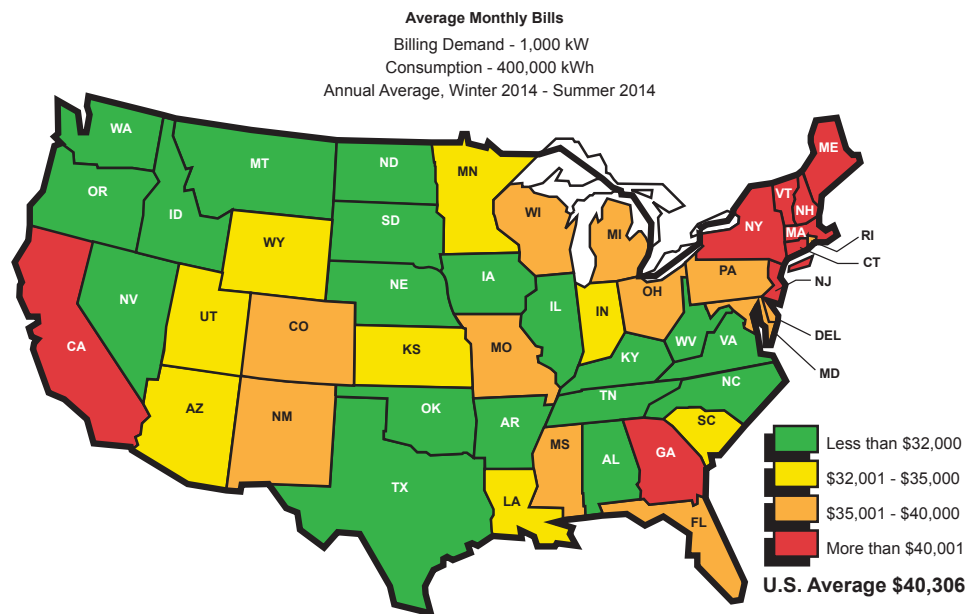 Average Monthly Bills
Billing Demand - 1,000 kW
Consumption - 400,000 kWh
Annual Average, Winter 2014 - Summer 2014
WA
MT
ND
MN
ME
OR
ID
SD
WI
MI
VT
NH
NY
MA
RI
CT
WY
NE
IA
PA
NJ
NV
UT
CO
IL
IN
OH
DEL
CA
KS
MO
KY
WV
VA
MD
AZ
NM
OK
AR
TN
NC
TX
LA
MS
AL
GA
SC
FL
Less than $32,000
$32,001 - $35,000
$35,001 - $40,000
More than $40,001
U.S. Average $40,306